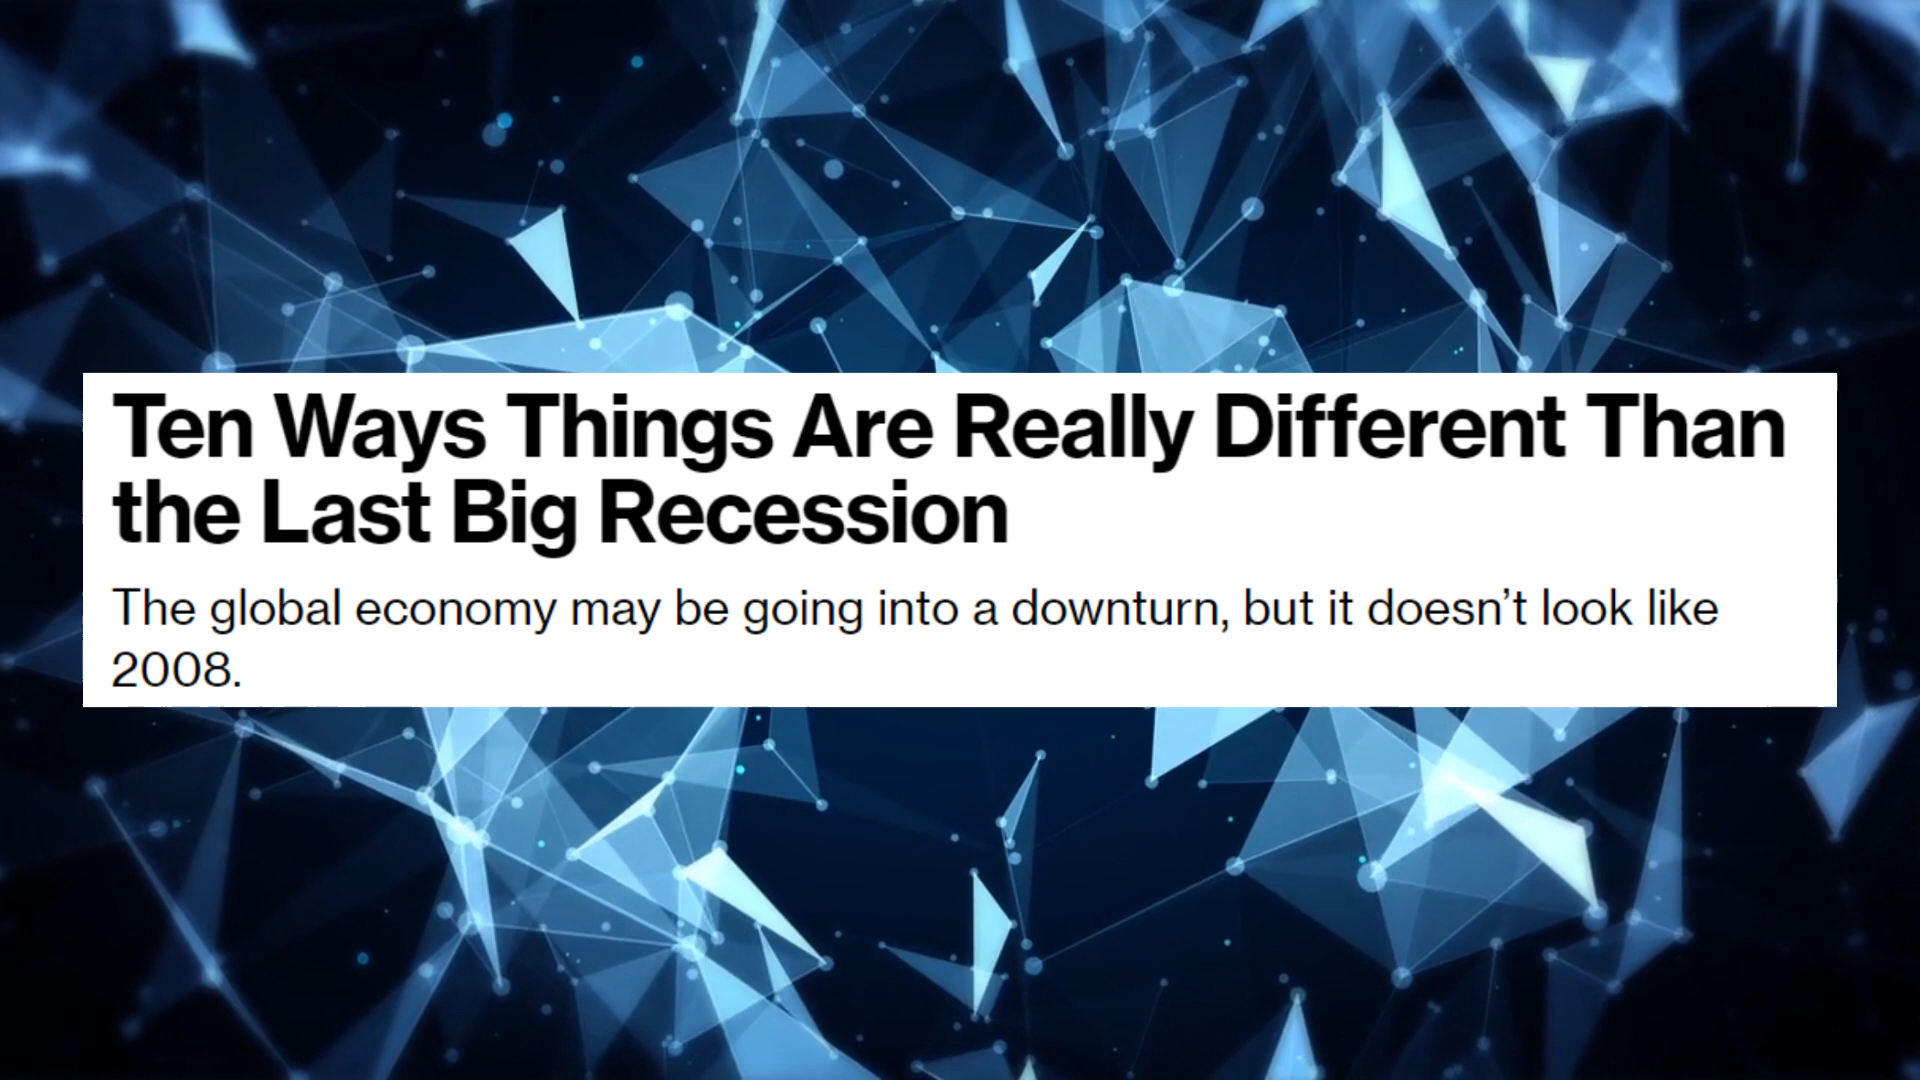 Ten Ways Things Are Really Different Than
the Last Big Recession
The global economy may be going into a downturn, but it doesn’t look like
2008.